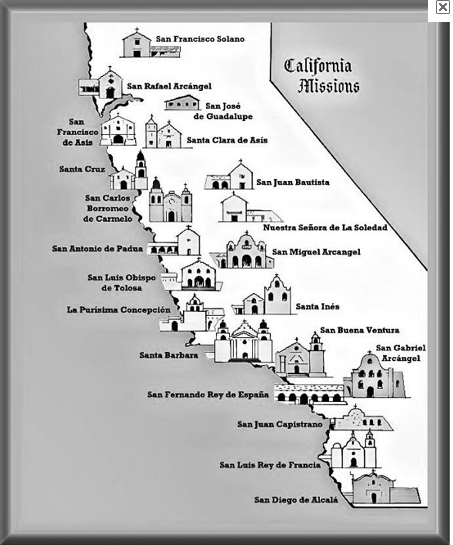 San Francisco Solano
California
Missions
San Rafael Arcángel
San José
de Guadalupe
San
Francisco
de Asís
Santa Clara de Asís
Santa Cruz
San Juan Bautista
San Carlos
Borromeo
de Carmelo
Nuestra Señora de La Soledad
San Antonio de Padua
San Miguel Arcangel
San Luis Obispo
de Tolosa
Santa Inés
La Purísima Concepción
San Buena Ventura
Santa Barbara
San Gabriel
Arcángel
San Fernando Rey de España
San Juan Capistrano
San Luis Rey de Francia
San Diego de Alcalá